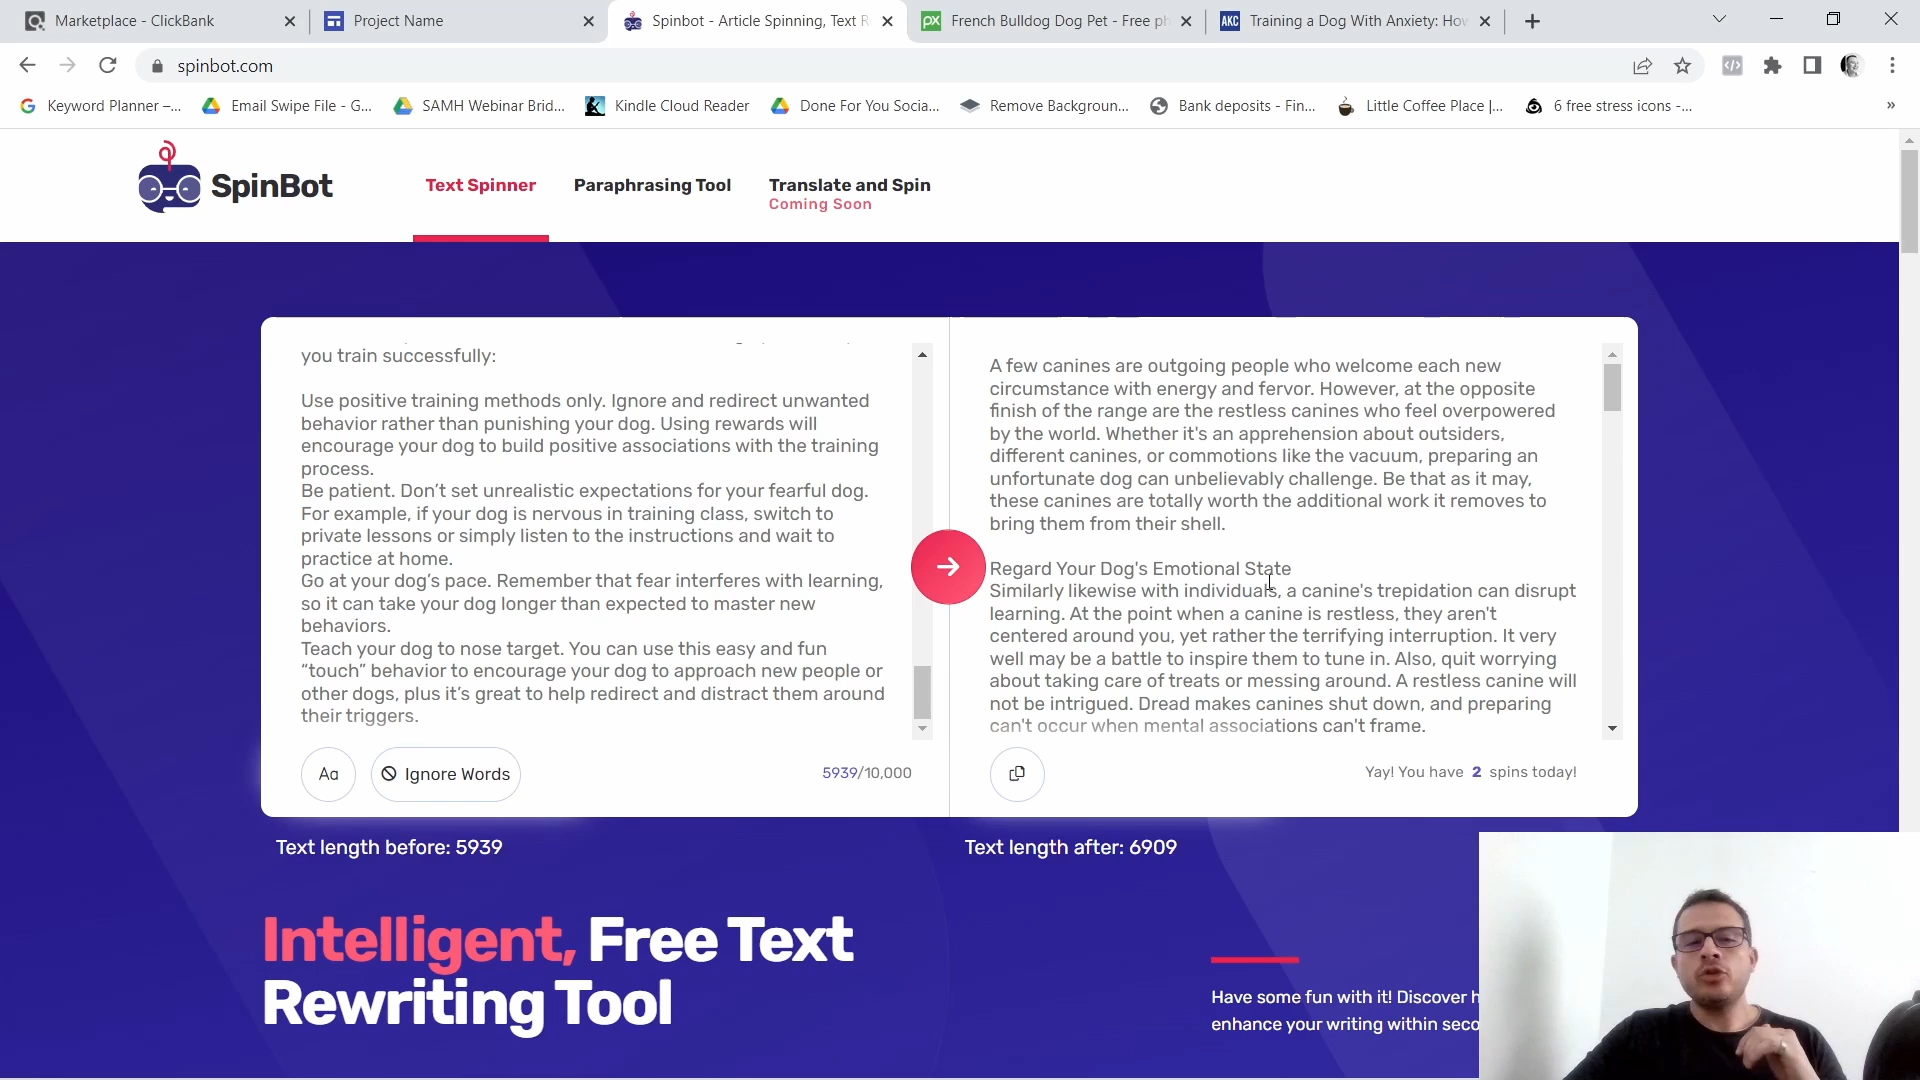 Marketplace - ClickBank
Project Name
Spinbot - Article Spinning, Text R
French Bulldog Dog Pet - Free ph
AKC
Training a Dog With Anxiety: How
spinbot.com
Keyword Planner –...
Email Swipe File - G...
SAMH Webinar Brid...
Kindle Cloud Reader
Done For You Socia...
Remove Backgroun...
Bank deposits - Fin...
Little Coffee Place |...
6 free stress icons -...
»
SpinBot
Text Spinner
Paraphrasing Tool
Translate and Spin
Coming Soon
you train successfully:
Use positive training methods only. Ignore and redirect unwanted
behavior rather than punishing your dog. Using rewards will
encourage your dog to build positive associations with the training
process.
Be patient. Don’t set unrealistic expectations for your fearful dog.
For example, if your dog is nervous in training class, switch to
private lessons or simply listen to the instructions and wait to
practice at home.
Go at your dog’s pace. Remember that fear interferes with learning,
so it can take your dog longer than expected to master new
behaviors.
Teach your dog to nose target. You can use this easy and fun
“touch” behavior to encourage your dog to approach new people or
other dogs, plus it’s great to help redirect and distract them around
their triggers.
Aa
Ignore Words
5939/10,000
A few canines are outgoing people who welcome each new
circumstance with energy and fervor. However, at the opposite
finish of the range are the restless canines who feel overpowered
by the world. Whether it's an apprehension about outsiders,
different canines, or commotions like the vacuum, preparing an
unfortunate dog can unbelievably challenge. Be that as it may,
these canines are totally worth the additional work it removes to
bring them from their shell.
Regard Your Dog's Emotional State
Similarly likewise with individuals, a canine's trepidation can disrupt
learning. At the point when a canine is restless, they aren't
centered around you, yet rather the terrifying interruption. It very
well may be a battle to inspire them to tune in. Also, quit worrying
about taking care of treats or messing around. A restless canine will
not be intrigued. Dread makes canines shut down, and preparing
can't occur when mental associations can't frame.
Yay! You have 2 spins today!
Text length before: 5939
Text length after: 6909
Intelligent, Free Text
Rewriting Tool
Have some fun with it! Discover h
enhance your writing within seco